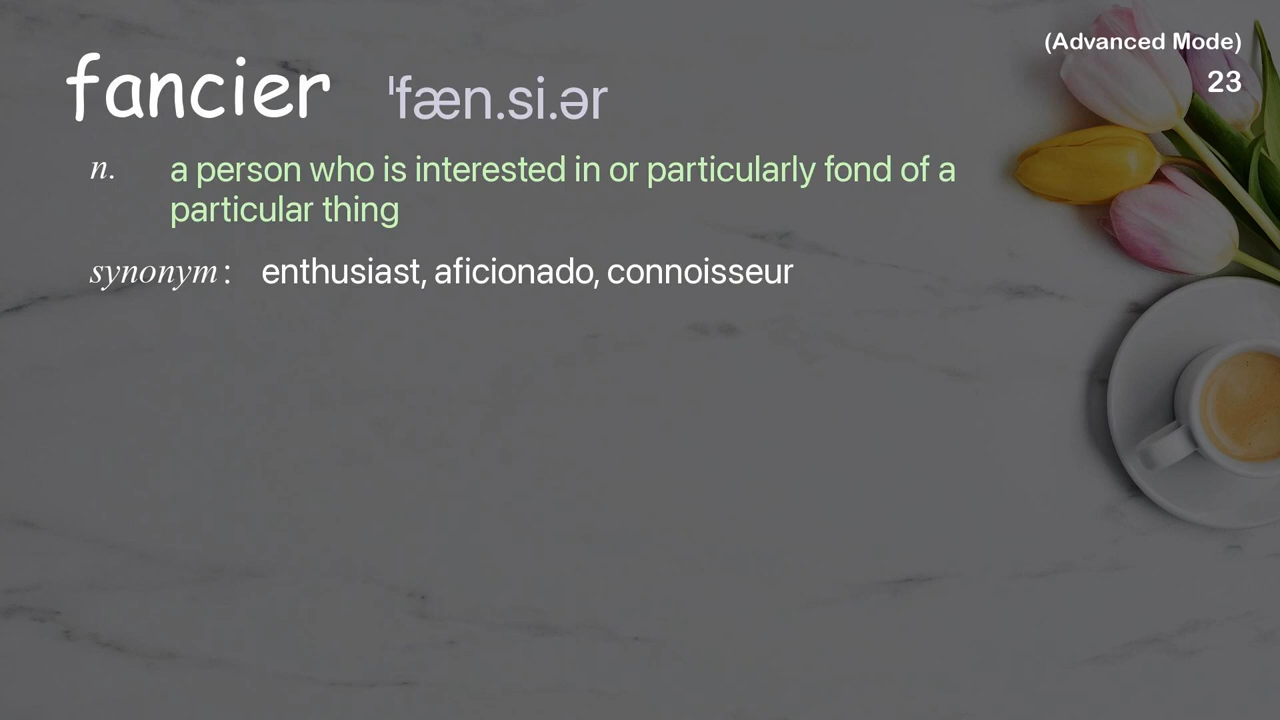 (Advanced Mode)
23
fancier ˈfæn.si.ər
n. a person who is interested in or particularly fond of a
particular thing
synonym: enthusiast, aficionado, connoisseur